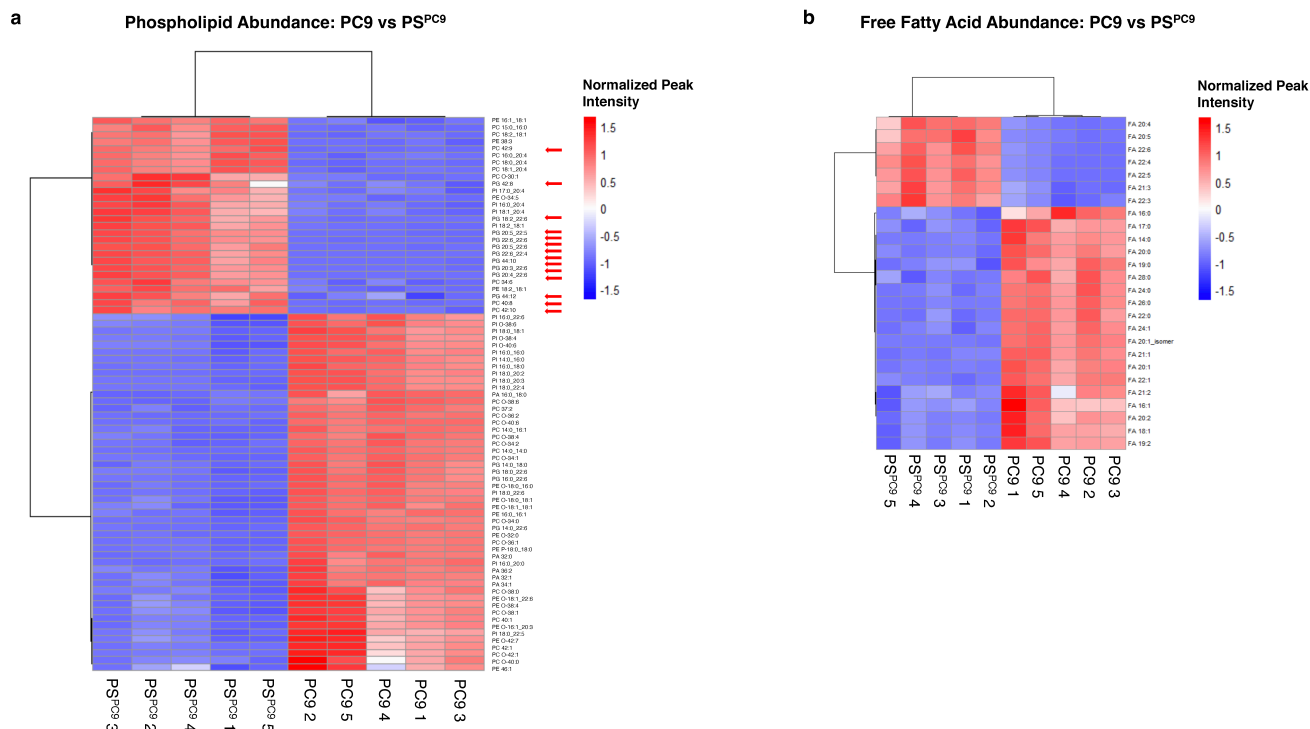 a
Phospholipid Abundance: PC9 vs PSPC9
Normalized Peak
Intensity
1.5
1
0.5
0
-0.5
-1
-1.5
PE 16:1_18:1
PC 15:0_16:0
PC 18:2_18:1
PE 38:3
PC 42:9
PC 16:0_20:4
PC 18:0_20:4
PC 18:1_20:4
PC O-30:1
PG 42:8
PI 17:0_20:4
PE O-34:5
PI 16:0_20:4
PI 18:1_20:4
PG 18:2_22:6
PI 18:2_18:1
PG 20:5_22:5
PG 22:6_22:6
PG 20:5_22:6
PG 22:6_22:4
PG 44:10
PG 20:3_22:6
PG 20:4_22:6
PC 34:6
PE 18:2_18:1
PG 44:12
PC 40:8
PC 42:10
PI 16:0_22:6
PI O-38:6
PI 18:0_18:1
PI O-38:4
PI O-40:6
PI 16:0_16:0
PI 14:0_16:0
PI 16:0_18:0
PI 18:0_20:2
PI 18:0_20:3
PI 18:0_22:4
PA 16:0_18:0
PC O-38:6
PC 37:2
PC O-36:2
PC O-40:6
PC 14:0_16:1
PC O-38:4
PC O-34:2
PC 14:0_14:0
PC O-34:1
PG 14:0_18:0
PG 18:0_22:6
PG 16:0_22:6
PE O-18:0_16:0
PI 18:0_22:6
PE O-18:0_18:1
PE O-18:1_18:1
PE 16:0_16:1
PC O-34:0
PG 14:0_22:6
PE O-32:0
PC O-36:1
PE P-18:0_18:0
PA 32:0
PI 16:0_20:0
PA 36:2
PA 32:1
PA 34:1
PC O-38:0
PE O-18:1_22:6
PE O-38:4
PC O-38:1
PC 40:1
PE O-16:1_20:3
PI 18:0_22:5
PE O-42:7
PC 42:1
PC O-42:1
PC O-40:0
PE 46:1
PSPC9 3
PSPC9 2
PSPC9 4
PSPC9 1
PSPC9 5
PC9 2
PC9 5
PC9 4
PC9 1
PC9 3
b
Free Fatty Acid Abundance: PC9 vs PSPC9
Normalized Peak
Intensity
1.5
1
0.5
0
-0.5
-1
-1.5
FA 20:4
FA 20:5
FA 22:6
FA 22:4
FA 22:5
FA 21:3
FA 22:3
FA 16:0
FA 17:0
FA 14:0
FA 20:0
FA 19:0
FA 28:0
FA 24:0
FA 26:0
FA 22:0
FA 24:1
FA 20:1_isomer
FA 21:1
FA 20:1
FA 22:1
FA 21:2
FA 16:1
FA 20:2
FA 18:1
FA 19:2
PSPC9 5
PSPC9 4
PSPC9 3
PSPC9 1
PSPC9 2
PC9 1
PC9 5
PC9 4
PC9 2
PC9 3